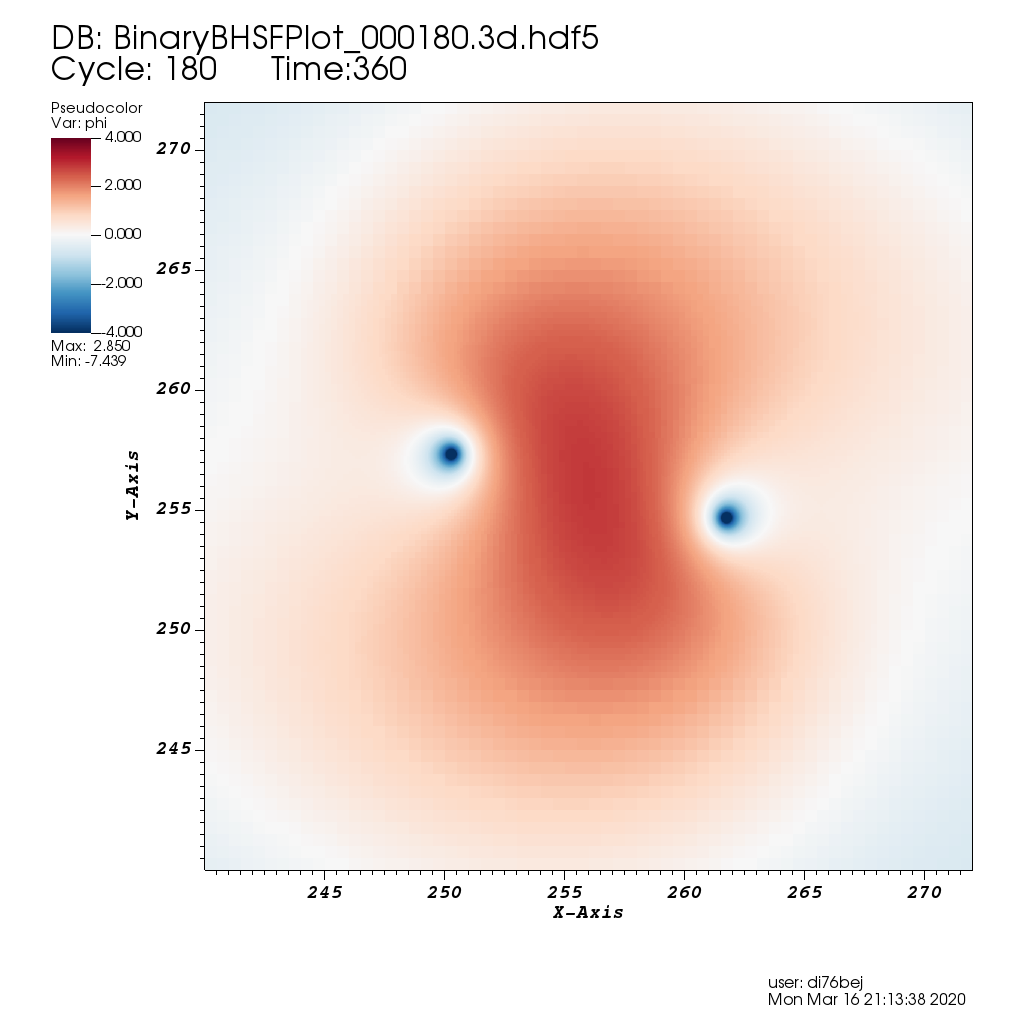 DB: BinaryBHSFPlot_000180.3d.hdf5
Cycle: 180 Time:360
Pseudocolor
Var: phi
4.000
2.000
0.000
-2.000
-4.000
Max: 2.850
Min: -7.439
270
265
260
255
250
245
Y-Axis
245 250 255 260 265 270
X-Axis
user: di76bej
Mon Mar 16 21:13:38 2020